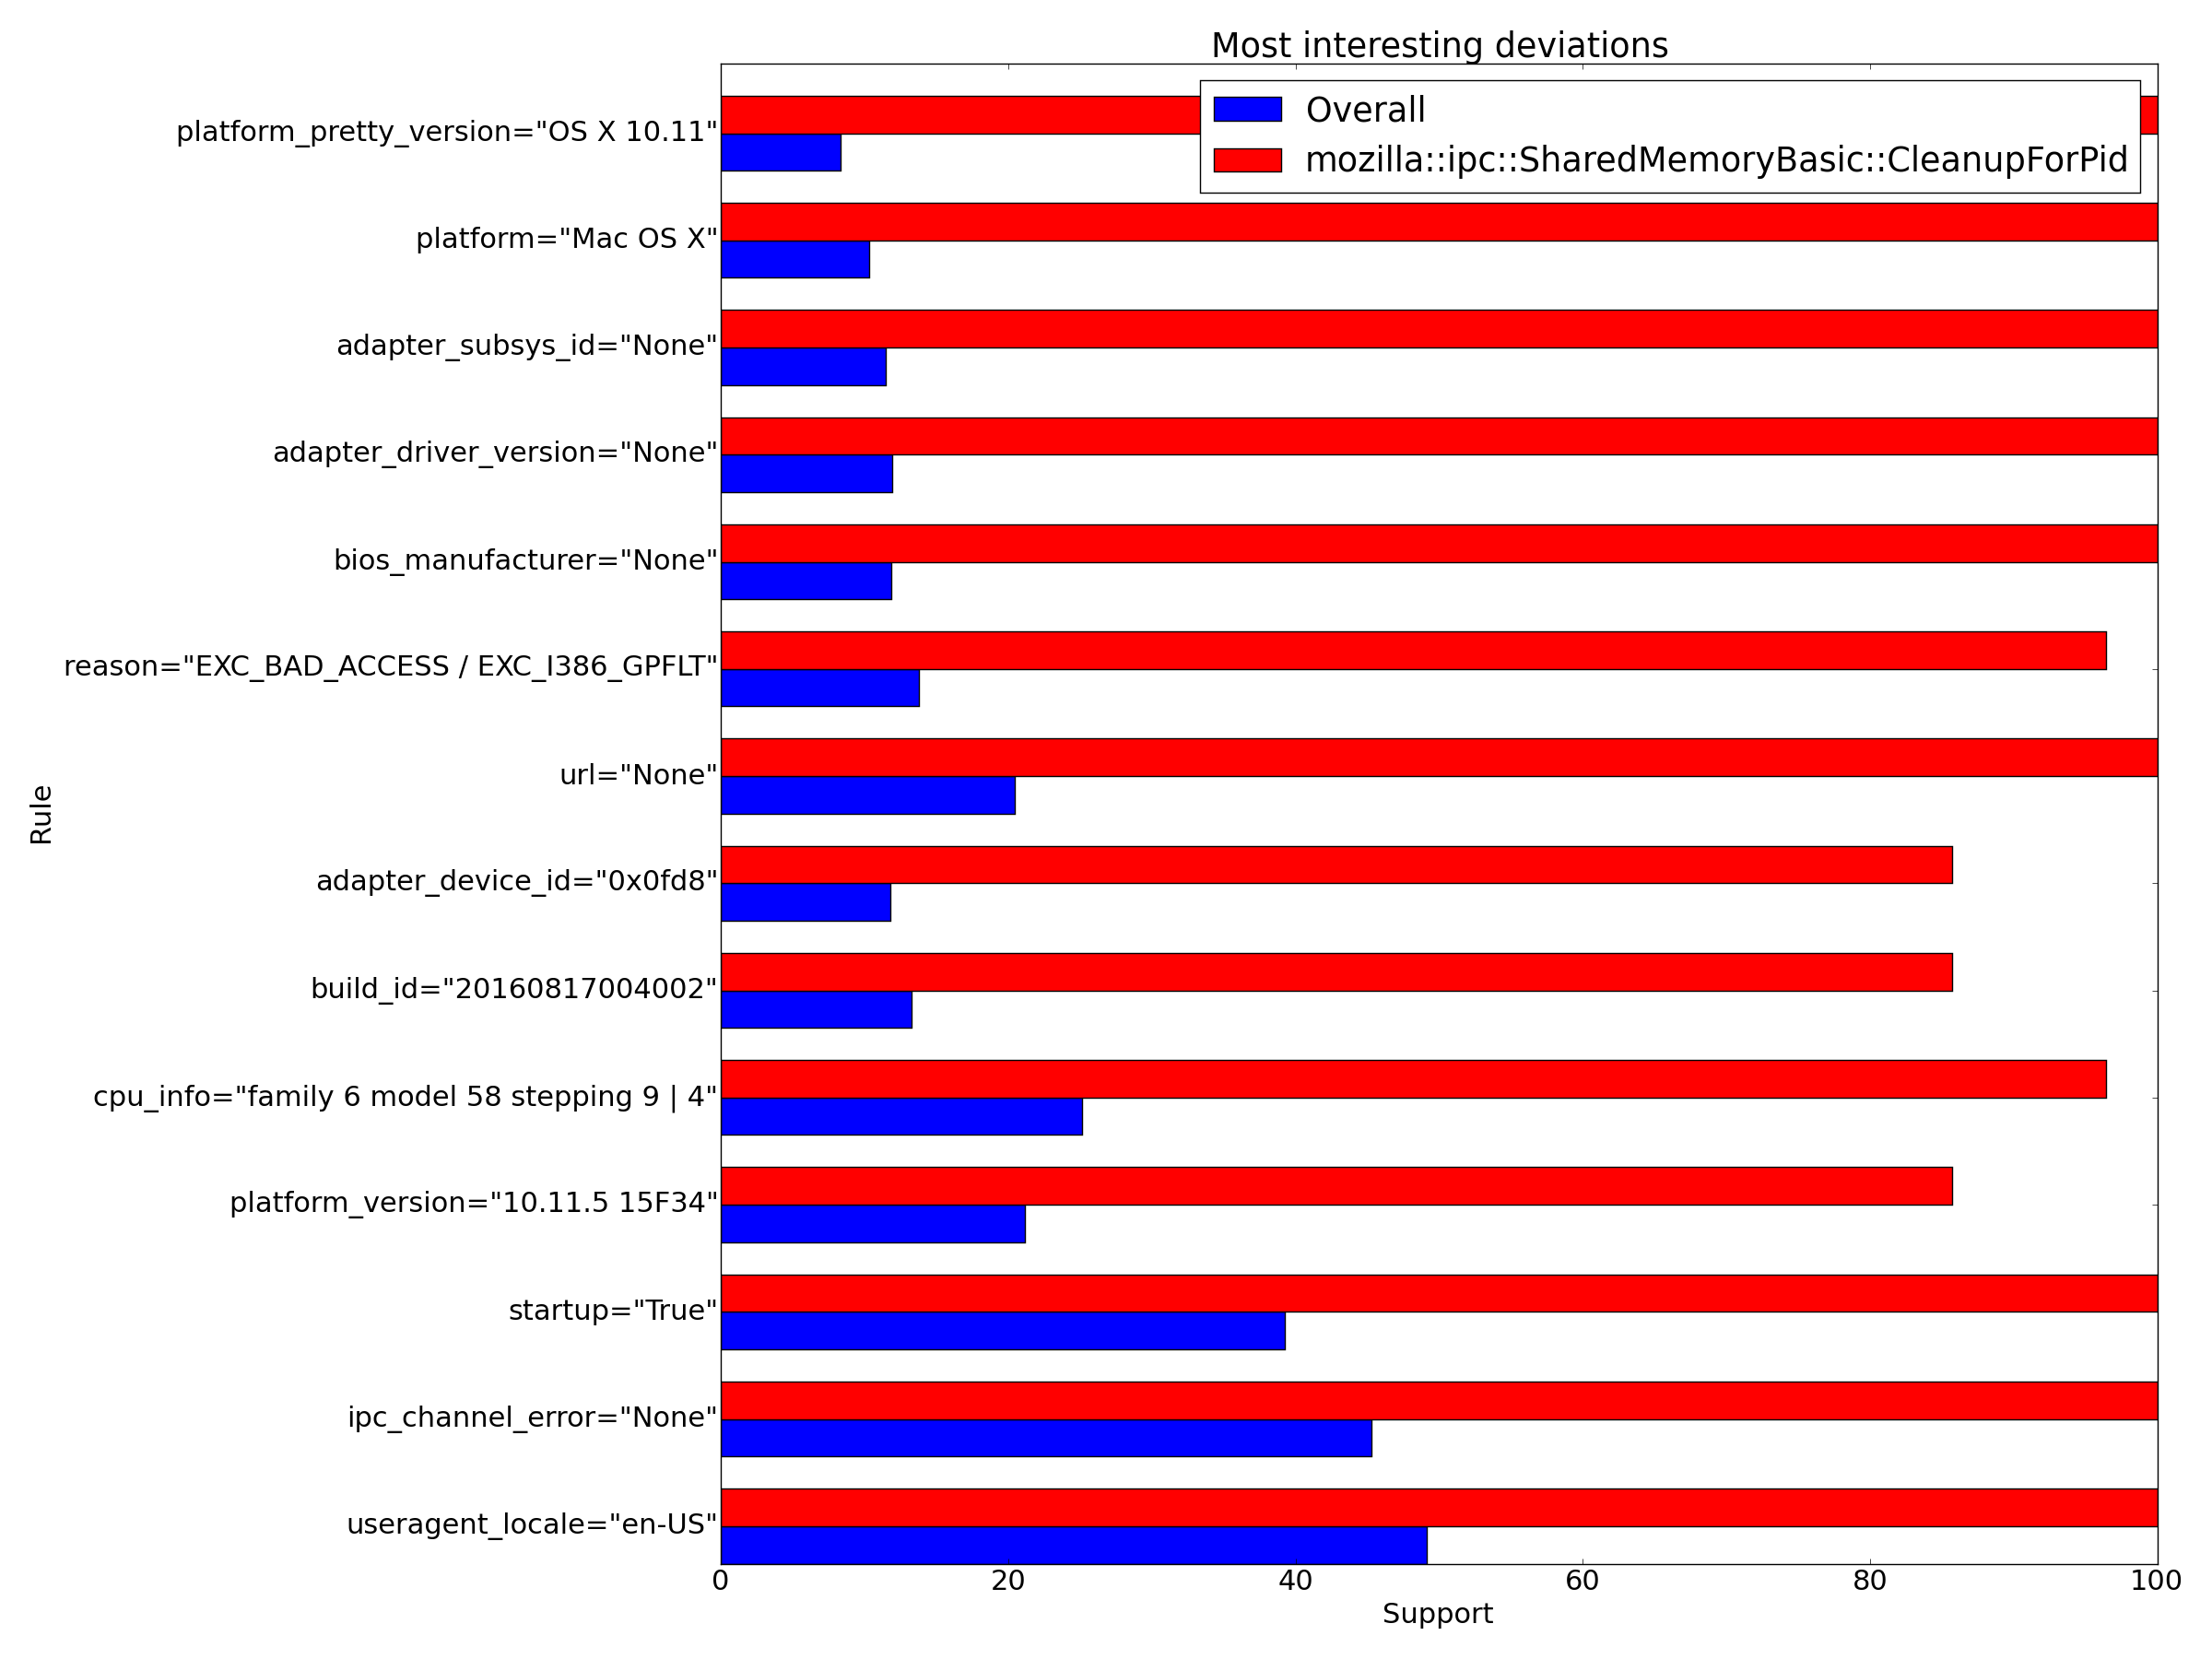 Most interesting deviations
Overall
mozilla::ipc::SharedMemoryBasic::CleanupForPid
platform_pretty_version="OS X 10.11"
platform="Mac OS X"
adapter_subsys_id="None"
adapter_driver_version="None"
bios_manufacturer="None"
reason="EXC_BAD_ACCESS / EXC_I386_GPFLT"
url="None"
adapter_device_id="0x0fd8"
build_id="20160817004002"
cpu_info="family 6 model 58 stepping 9 | 4"
platform_version="10.11.5 15F34"
startup="True"
ipc_channel_error="None"
useragent_locale="en-US"
Rule
0 20 40 60 80 100
Support